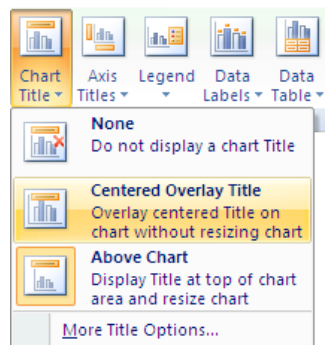 Chart Axis Legend Data Data
Title Titles Labels Table
None
Do not display a chart Title
Centered Overlay Title
Overlay centered Title on
chart without resizing chart
Above Chart
Display Title at top of chart
area and resize chart
More Title Options...